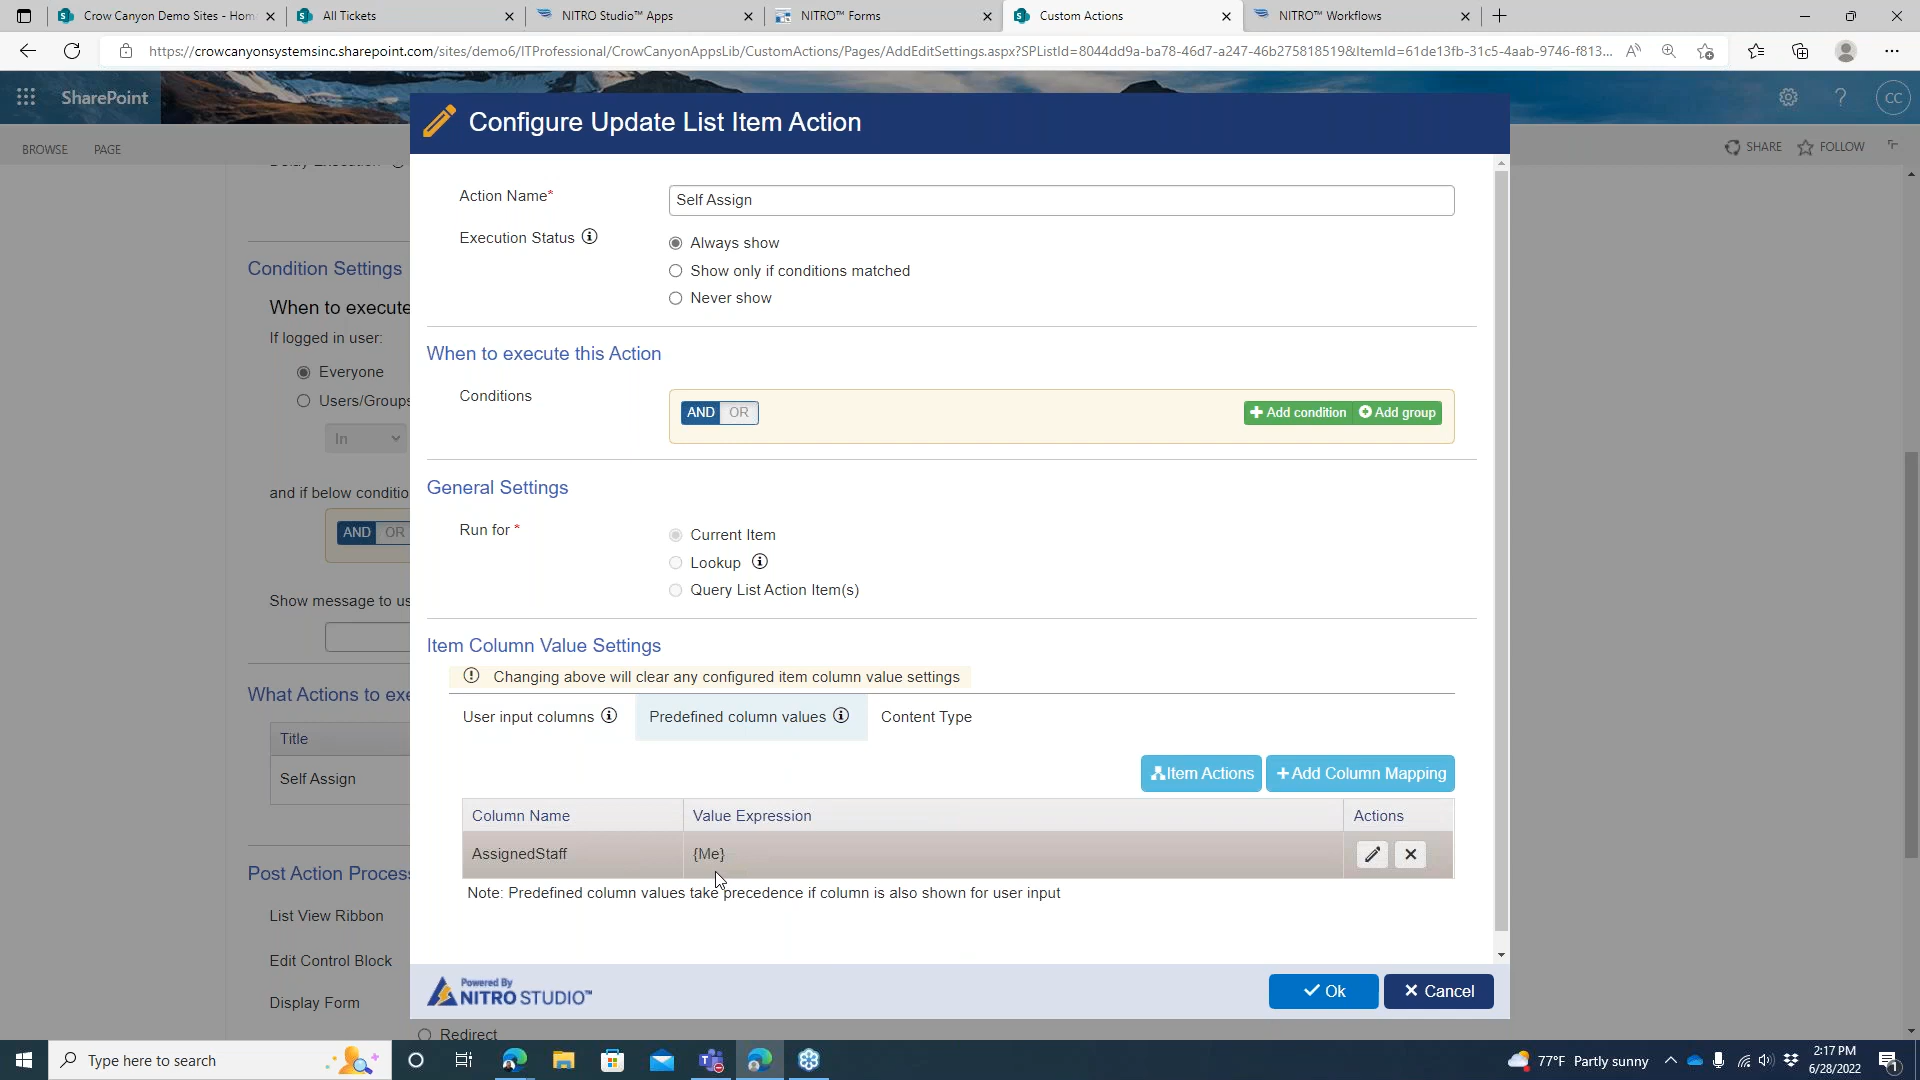 Crow Canyon Demo Sites - Hom
All Tickets
NITRO Studio™ Apps
NITRO™ Forms
Custom Actions
NITRO™ Workflows
https://crowcanyonsystemsinc.sharepoint.com/sites/demo6/ITProfessional/CrowCanyonAppsLib/CustomActions/Pages/AddEditSettings.aspx?SPListId=8044dd9a-ba78-46d7-a247-46b275818519&ItemId=61de13fb-31c5-4aab-9746-f813...
SharePoint
CC
BROWSE
PAGE
SHARE
FOLLOW
Configure Update List Item Action
Action Name*
Self Assign
Execution Status
Always show
Show only if conditions matched
Never show
When to execute this Action
Conditions
AND OR
Add condition
Add group
General Settings
Run for *
Current Item
Lookup
Query List Action Item(s)
Item Column Value Settings
Changing above will clear any configured item column value settings
User input columns
Predefined column values
Content Type
Item Actions
+Add Column Mapping
Column Name
Value Expression
Actions
AssignedStaff
{Me}
Note: Predefined column values take precedence if column is also shown for user input
Powered By
NITRO STUDIO™
Ok
Cancel
Condition Settings
When to execute
If logged in user:
Everyone
Users/Groups
In
and if below conditio
AND OR
Show message to us
What Actions to exe
Title
Self Assign
Post Action Process
List View Ribbon
Edit Control Block
Display Form
Redirect
Type here to search
77°F Partly sunny
2:17 PM
6/28/2022
1